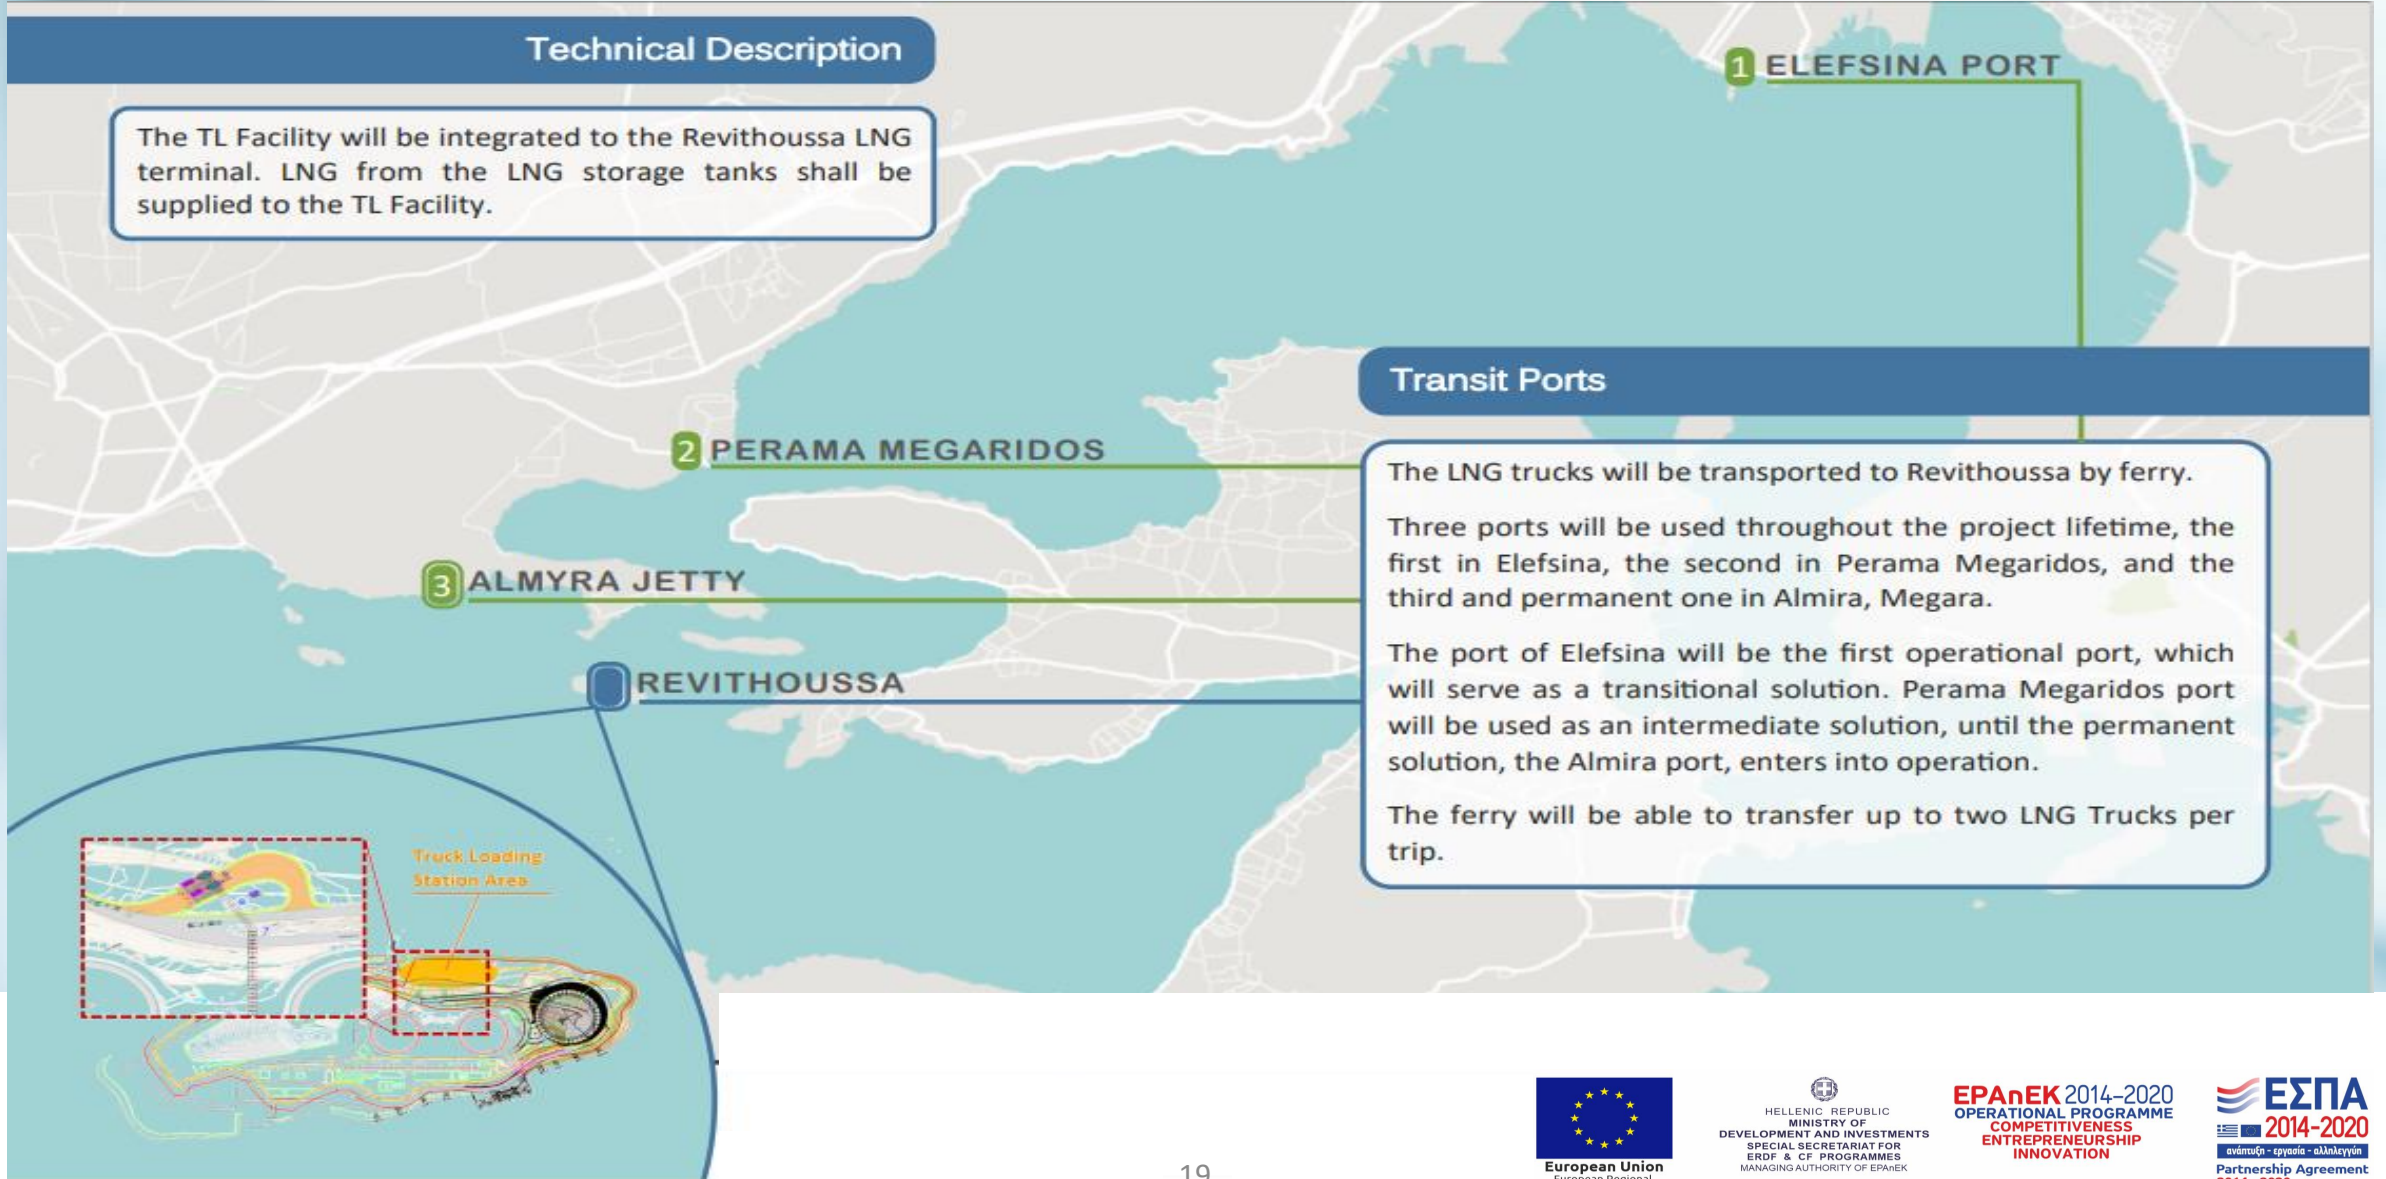 Technical Description
The TL Facility will be integrated to the Revithoussa LNG
terminal. LNG from the LNG storage tanks shall be
supplied to the TL Facility.
1 ELEFSINA PORT
Transit Ports
2 PERAMA MEGARIDOS
The LNG trucks will be transported to Revithoussa by ferry.
Three ports will be used throughout the project lifetime, the
first in Elefsina, the second in Perama Megaridos, and the
third and permanent one in Almira, Megara.
The port of Elefsina will be the first operational port, which
will serve as a transitional solution. Perama Megaridos port
will be used as an intermediate solution, until the permanent
solution, the Almira port, enters into operation.
The ferry will be able to transfer up to two LNG Trucks per
trip.
3 ALMYRA JETTY
REVITHOUSSA
Truck Loading
Station Area
7
19
European Union
European Regional
HELLENIC REPUBLIC
MINISTRY OF
DEVELOPMENT AND INVESTMENTS
SPECIAL SECRETARIAT FOR
ERDF & CF PROGRAMMES
MANAGING AUTHORITY OF EPAnEK
EPAnEK 2014–2020
OPERATIONAL PROGRAMME
COMPETITIVENESS
ENTREPRENEURSHIP
INNOVATION
ΕΣΠΑ
2014-2020
ανάπτυξη - εργασία - αλληλεγγύη
Partnership Agreement